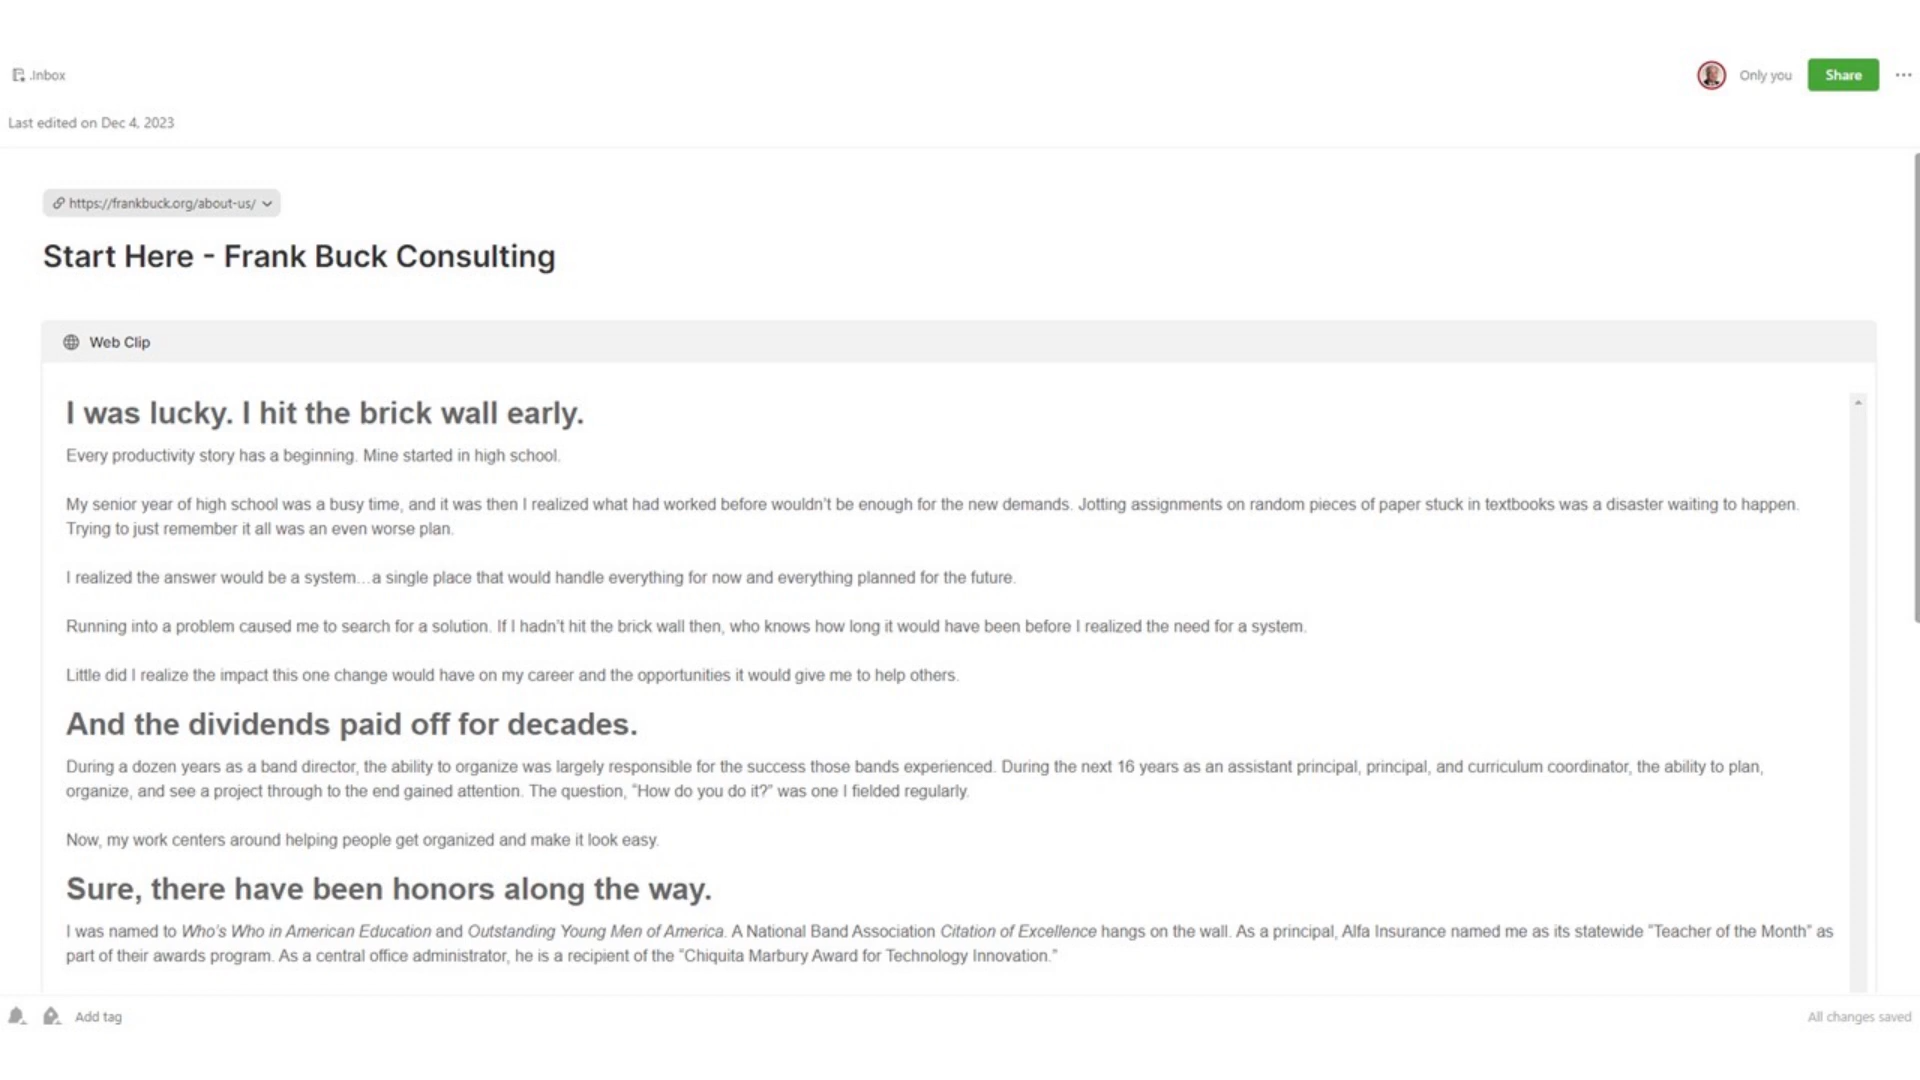 .Inbox
Only you
Share
Last edited on Dec 4, 2023
https://frankbuck.org/about-us/
Start Here - Frank Buck Consulting
Web Clip
I was lucky. I hit the brick wall early.
Every productivity story has a beginning. Mine started in high school.
My senior year of high school was a busy time, and it was then I realized what had worked before wouldn't be enough for the new demands. Jotting assignments on random pieces of paper stuck in textbooks was a disaster waiting to happen.
Trying to just remember it all was an even worse plan.
I realized the answer would be a system…a single place that would handle everything for now and everything planned for the future.
Running into a problem caused me to search for a solution. If I hadn't hit the brick wall then, who knows how long it would have been before I realized the need for a system.
Little did I realize the impact this one change would have on my career and the opportunities it would give me to help others.
And the dividends paid off for decades.
During a dozen years as a band director, the ability to organize was largely responsible for the success those bands experienced. During the next 16 years as an assistant principal, principal, and curriculum coordinator, the ability to plan,
organize, and see a project through to the end gained attention. The question, “How do you do it?” was one I fielded regularly.
Now, my work centers around helping people get organized and make it look easy.
Sure, there have been honors along the way.
I was named to Who's Who in American Education and Outstanding Young Men of America. A National Band Association Citation of Excellence hangs on the wall. As a principal, Alfa Insurance named me as its statewide “Teacher of the Month” as
part of their awards program. As a central office administrator, he is a recipient of the “Chiquita Marbury Award for Technology Innovation.”
Add tag
All changes saved